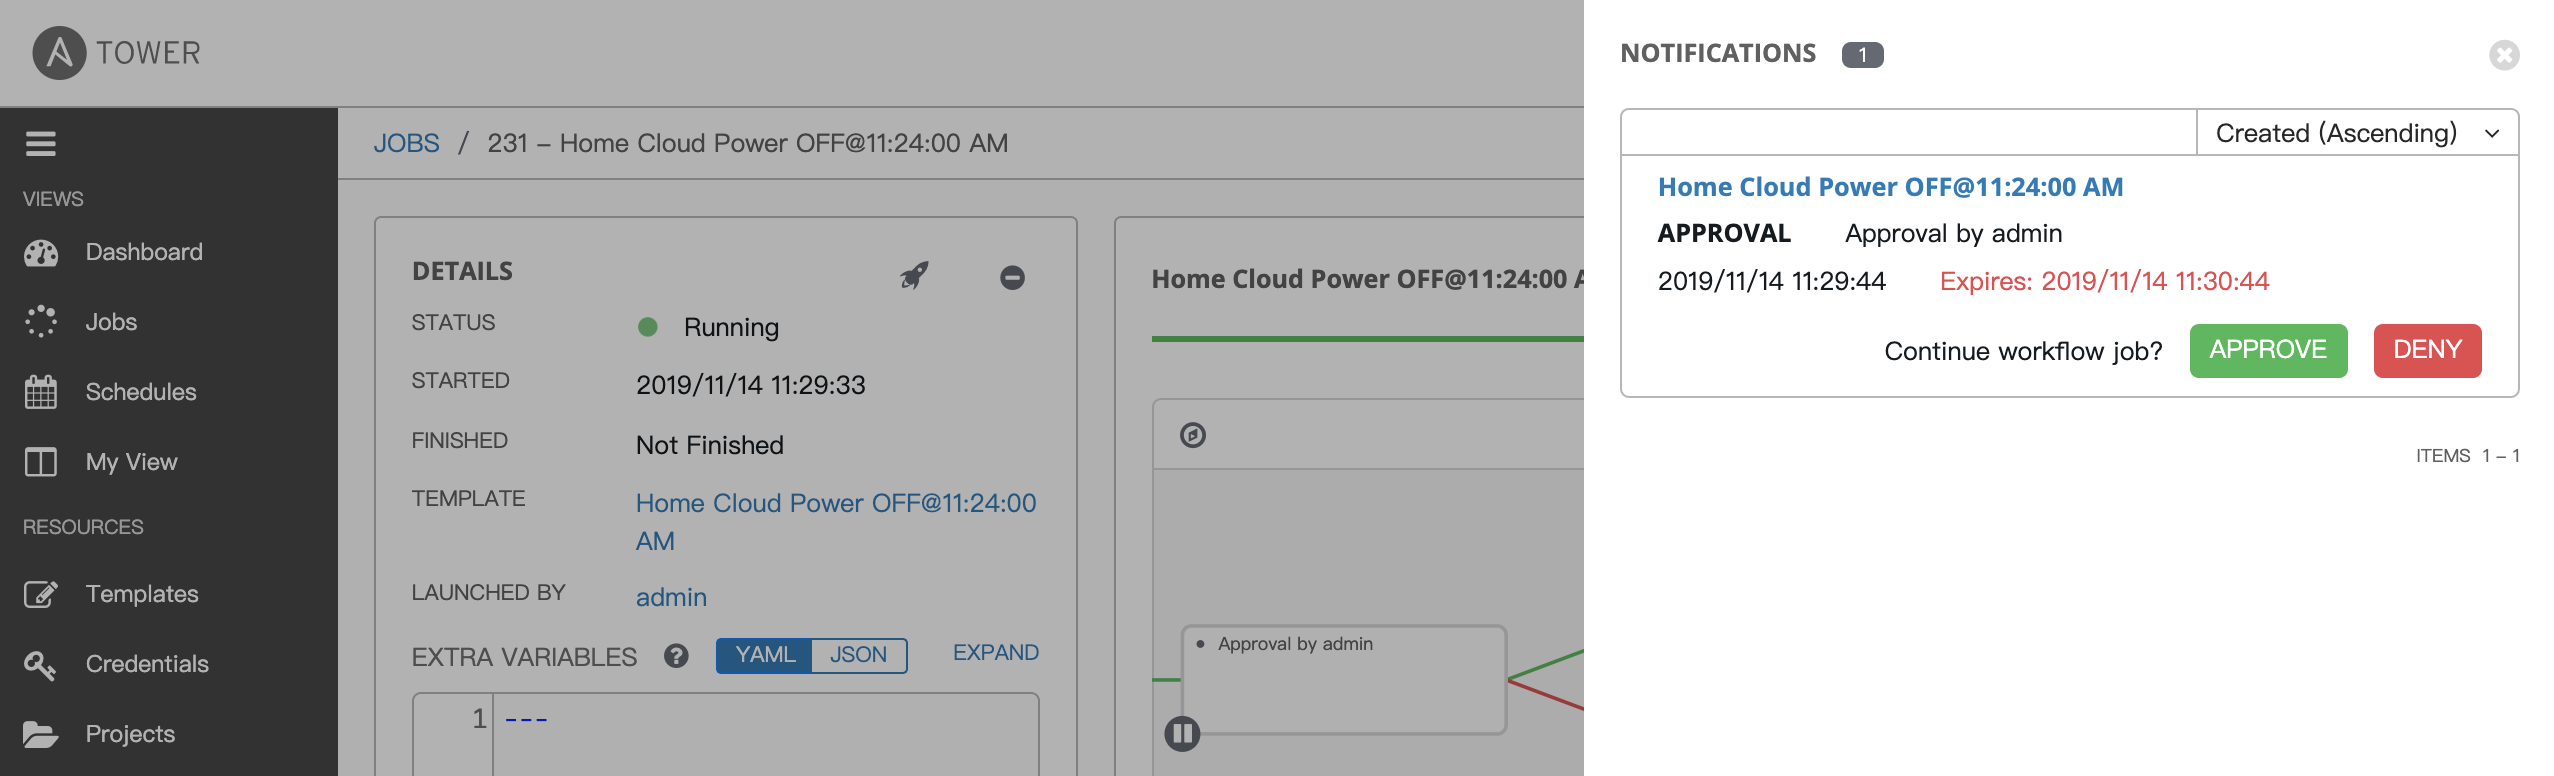 TOWER
VIEWS
Dashboard
Jobs
Schedules
My View
RESOURCES
Templates
Credentials
Projects
JOBS / 231 – Home Cloud Power OFF@11:24:00 AM
DETAILS
STATUS Running
STARTED 2019/11/14 11:29:33
FINISHED Not Finished
TEMPLATE Home Cloud Power OFF@11:24:00
AM
LAUNCHED BY admin
EXTRA VARIABLES ? YAML JSON EXPAND
1 ---
Home Cloud Power OFF@11:24:00
Approval by admin
NOTIFICATIONS 1
Created (Ascending)
Home Cloud Power OFF@11:24:00 AM
APPROVAL Approval by admin
2019/11/14 11:29:44 Expires: 2019/11/14 11:30:44
Continue workflow job? APPROVE DENY
ITEMS 1 – 1